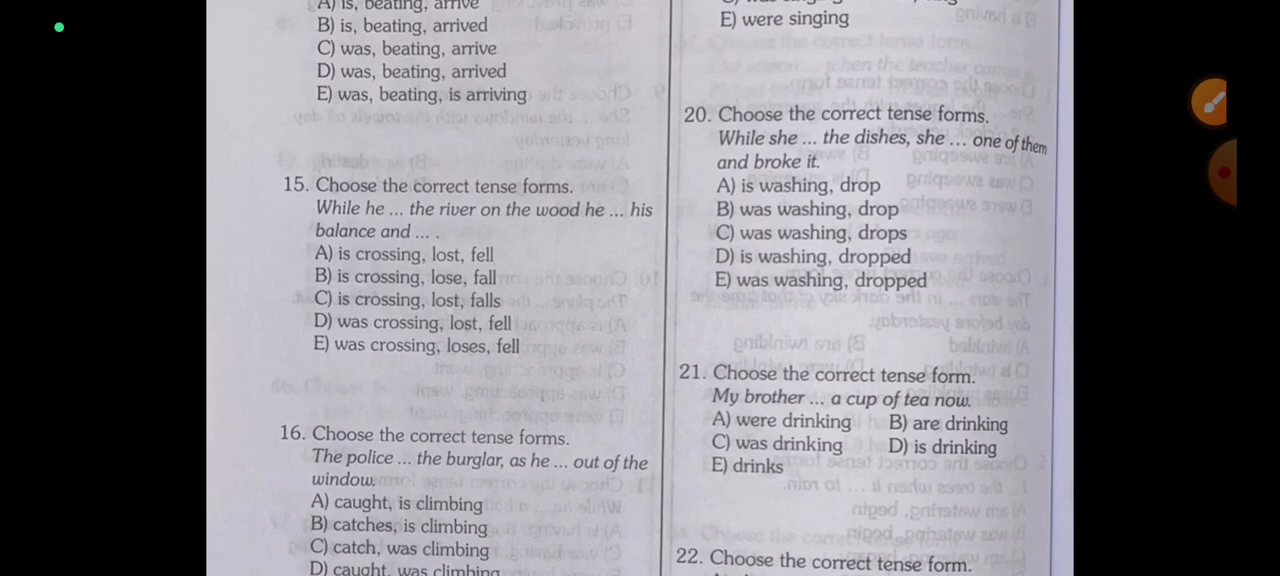 A) is, beating, arrive
B) is, beating, arrived
C) was, beating, arrive
D) was, beating, arrived
E) was, beating, is arriving
15. Choose the correct tense forms.
While he ... the river on the wood he ... his
balance and ... .
A) is crossing, lost, fell
B) is crossing, lose, fall
C) is crossing, lost, falls
D) was crossing, lost, fell
E) was crossing, loses, fell
16. Choose the correct tense forms.
The police ... the burglar, as he ... out of the
window.
A) caught, is climbing
B) catches, is climbing
C) catch, was climbing
D) caught, was climbing
E) were singing
20. Choose the correct tense forms.
While she ... the dishes, she ... one of them
and broke it.
A) is washing, drop
B) was washing, drop
C) was washing, drops
D) is washing, dropped
E) was washing, dropped
21. Choose the correct tense form.
My brother ... a cup of tea now.
A) were drinking B) are drinking
C) was drinking D) is drinking
E) drinks
22. Choose the correct tense form.